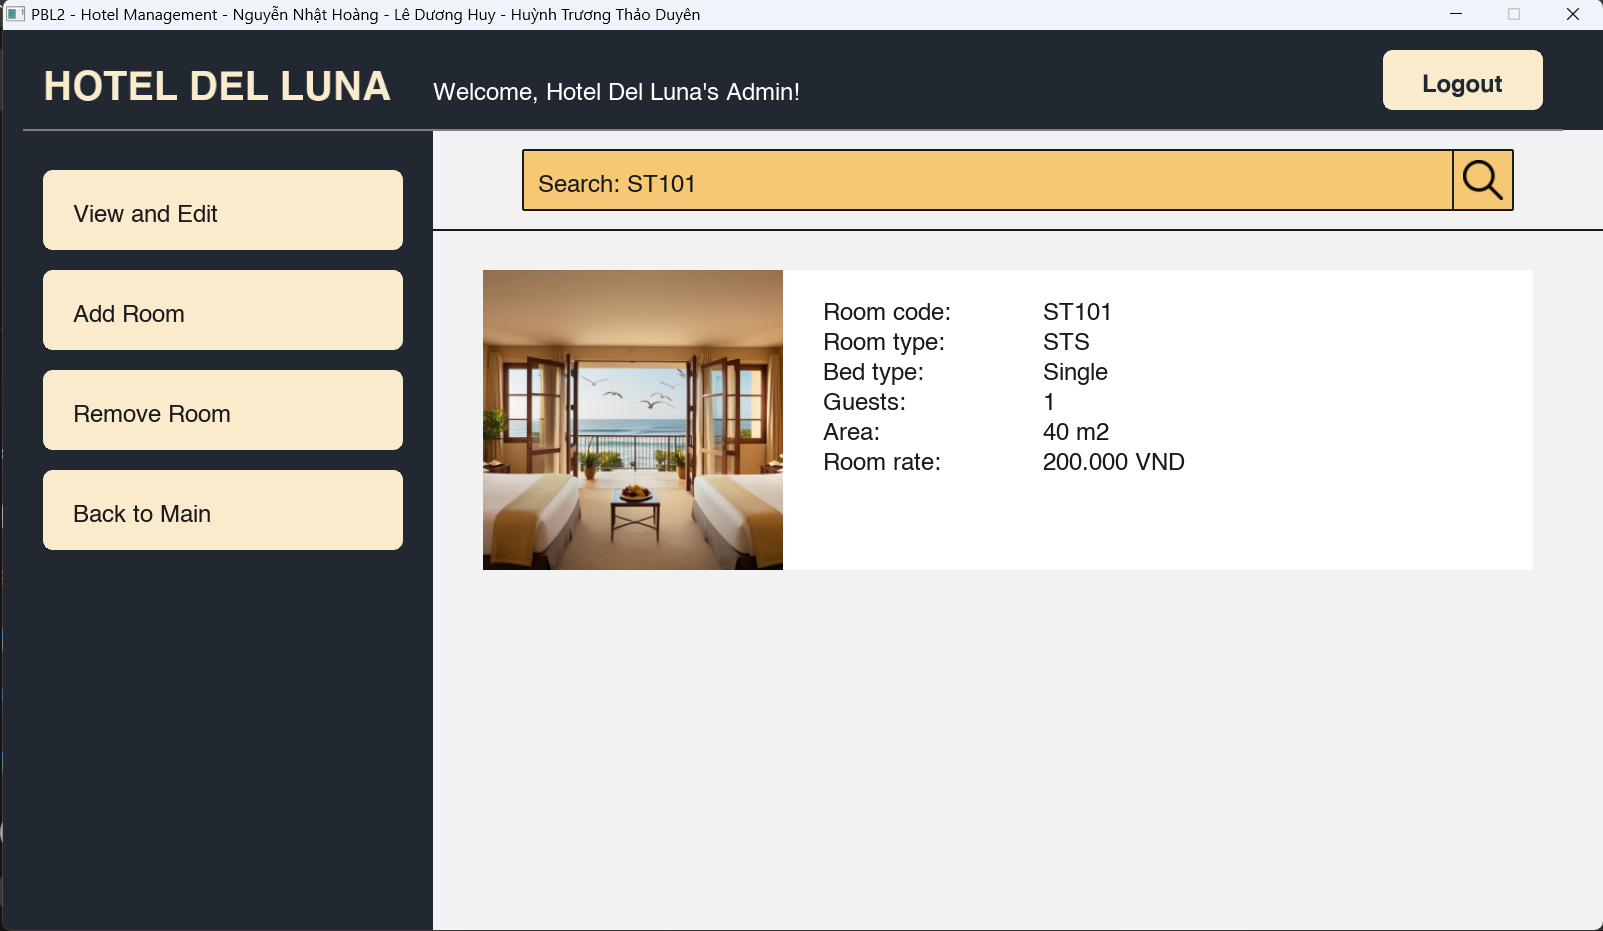 PBL2 - Hotel Management - Nguyễn Nhật Hoàng - Lê Dương Huy - Huỳnh Trương Thảo Duyên
HOTEL DEL LUNA
Welcome, Hotel Del Luna's Admin!
Logout
View and Edit
Add Room
Remove Room
Back to Main
Search: ST101
Room code: ST101
Room type: STS
Bed type: Single
Guests: 1
Area: 40 m2
Room rate: 200.000 VND